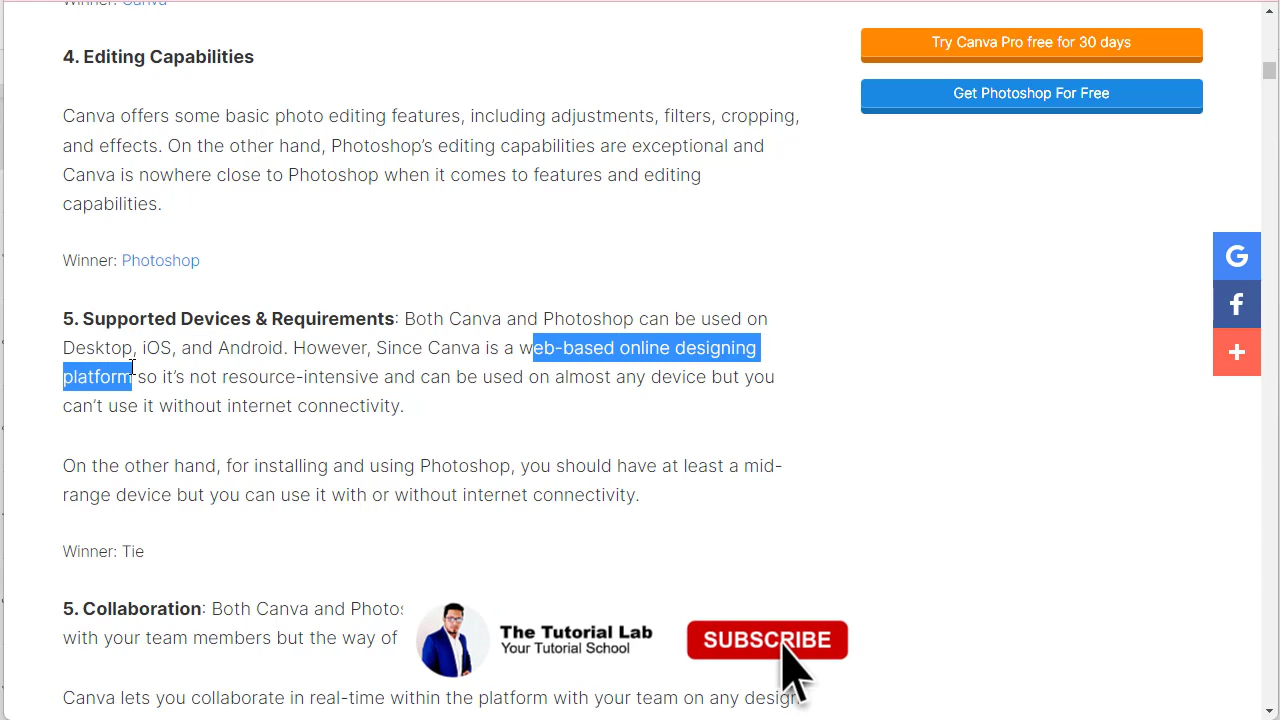 Winner: Canva
4. Editing Capabilities
Canva offers some basic photo editing features, including adjustments, filters, cropping,
and effects. On the other hand, Photoshop’s editing capabilities are exceptional and
Canva is nowhere close to Photoshop when it comes to features and editing
capabilities.
Winner: Photoshop
5. Supported Devices & Requirements: Both Canva and Photoshop can be used on
Desktop, iOS, and Android. However, Since Canva is a web-based online designing
platform so it’s not resource-intensive and can be used on almost any device but you
can’t use it without internet connectivity.
On the other hand, for installing and using Photoshop, you should have at least a mid-
range device but you can use it with or without internet connectivity.
Winner: Tie
5. Collaboration: Both Canva and Photos
with your team members but the way of
Canva lets you collaborate in real-time within the platform with your team on any design
The Tutorial Lab
Your Tutorial School
SUBSCRIBE
Try Canva Pro free for 30 days
Get Photoshop For Free
G
f
+